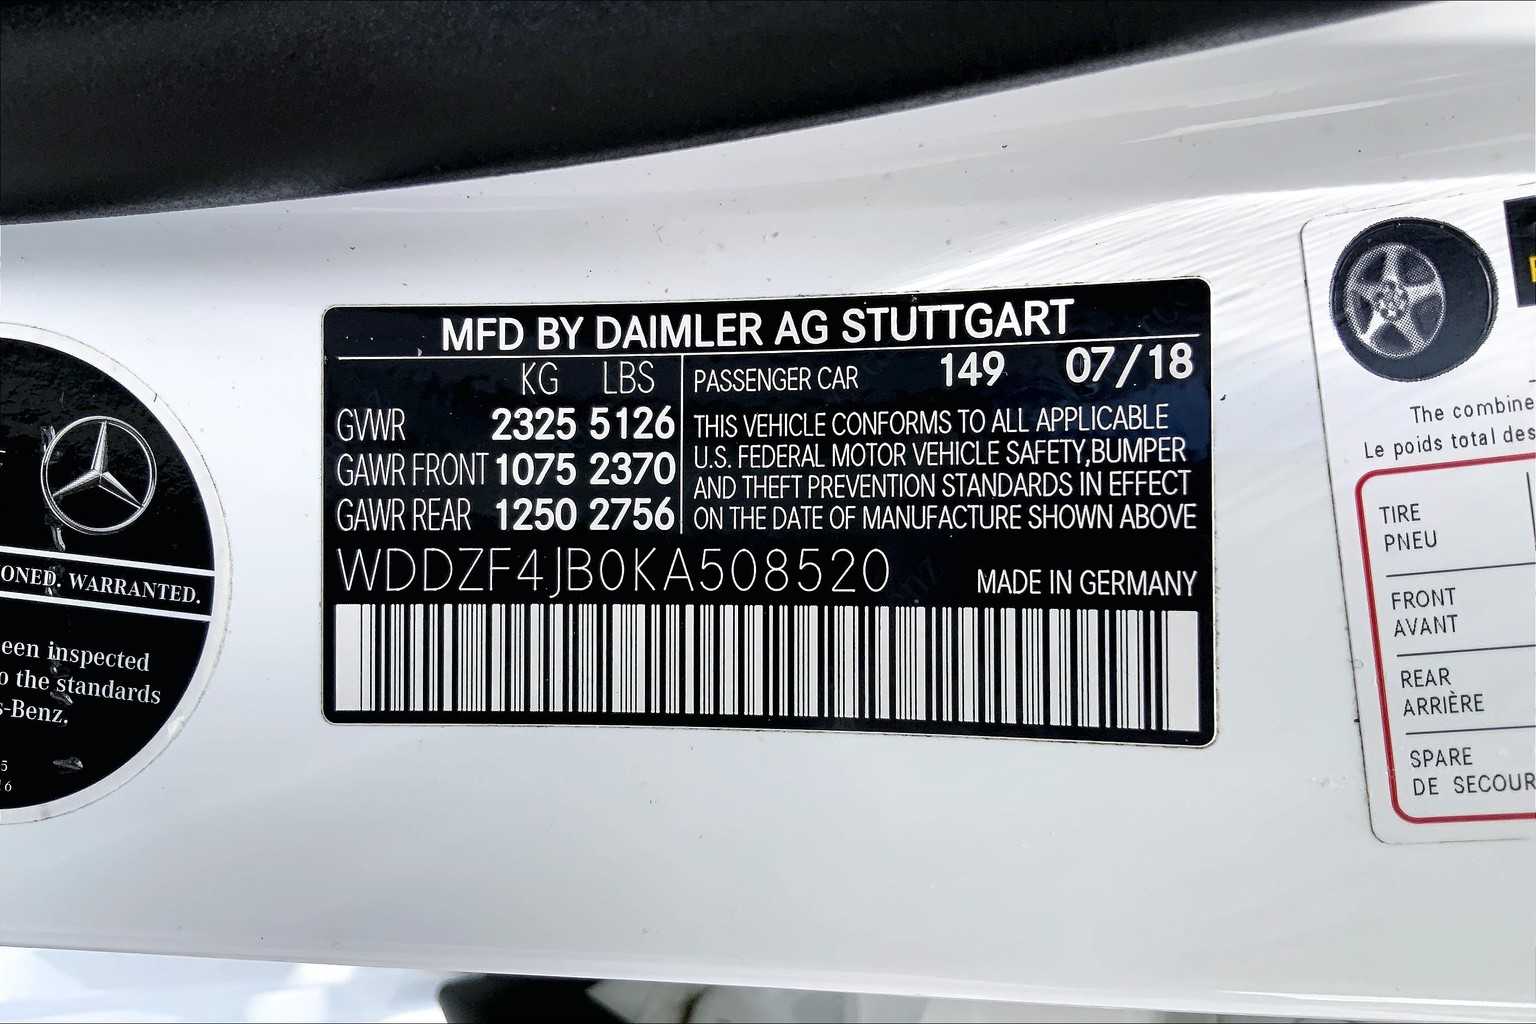 MFD BY DAIMLER AG STUTTGART
KG LBS
GVWR 2325 5126
GAWR FRONT 1075 2370
GAWR REAR 1250 2756
PASSENGER CAR 149 07/18
THIS VEHICLE CONFORMS TO ALL APPLICABLE
U.S. FEDERAL MOTOR VEHICLE SAFETY,BUMPER
AND THEFT PREVENTION STANDARDS IN EFFECT
ON THE DATE OF MANUFACTURE SHOWN ABOVE
WDDZF4JB0KA508520
MADE IN GERMANY
ONED. WARRANTED.
een inspected
o the standards
s-Benz.
5
16
The combine
Le poids total des
TIRE
PNEU
FRONT
AVANT
REAR
ARRIÈRE
SPARE
DE SECOUR